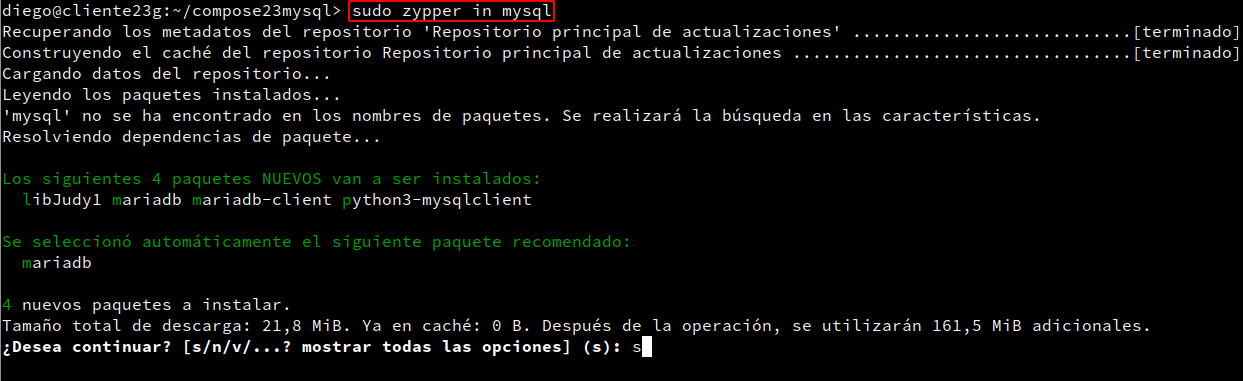 diego@cliente23g:~/compose23mysql> sudo zypper in mysql
Recuperando los metadatos del repositorio 'Repositorio principal de actualizaciones' ............................[terminado]
Construyendo el caché del repositorio Repositorio principal de actualizaciones ..................................[terminado]
Cargando datos del repositorio...
Leyendo los paquetes instalados...
'mysql' no se ha encontrado en los nombres de paquetes. Se realizará la búsqueda en las características.
Resolviendo dependencias de paquete...
Los siguientes 4 paquetes NUEVOS van a ser instalados:
libJudy1 mariadb mariadb-client python3-mysqlclient
Se seleccionó automáticamente el siguiente paquete recomendado:
mariadb
4 nuevos paquetes a instalar.
Tamaño total de descarga: 21,8 MiB. Ya en caché: 0 B. Después de la operación, se utilizarán 161,5 MiB adicionales.
¿Desea continuar? [s/n/v/...? mostrar todas las opciones] (s): s